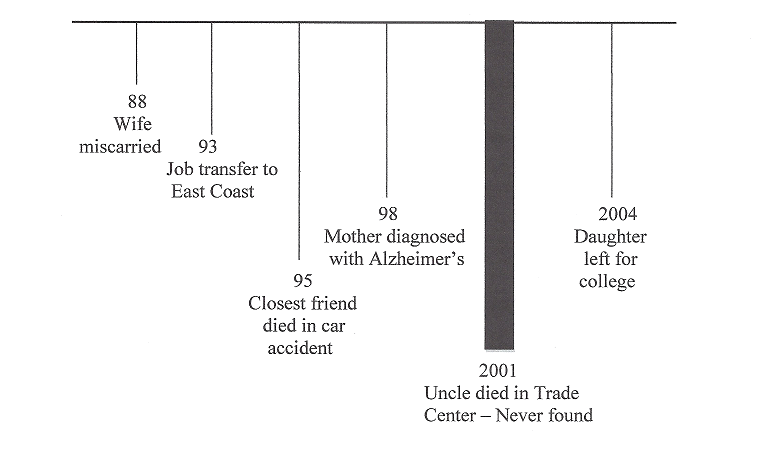 88
Wife
miscarried
93
Job transfer to
East Coast
95
Closest friend
died in car
accident
98
Mother diagnosed
with Alzheimer’s
2001
Uncle died in Trade
Center – Never found
2004
Daughter
left for
college